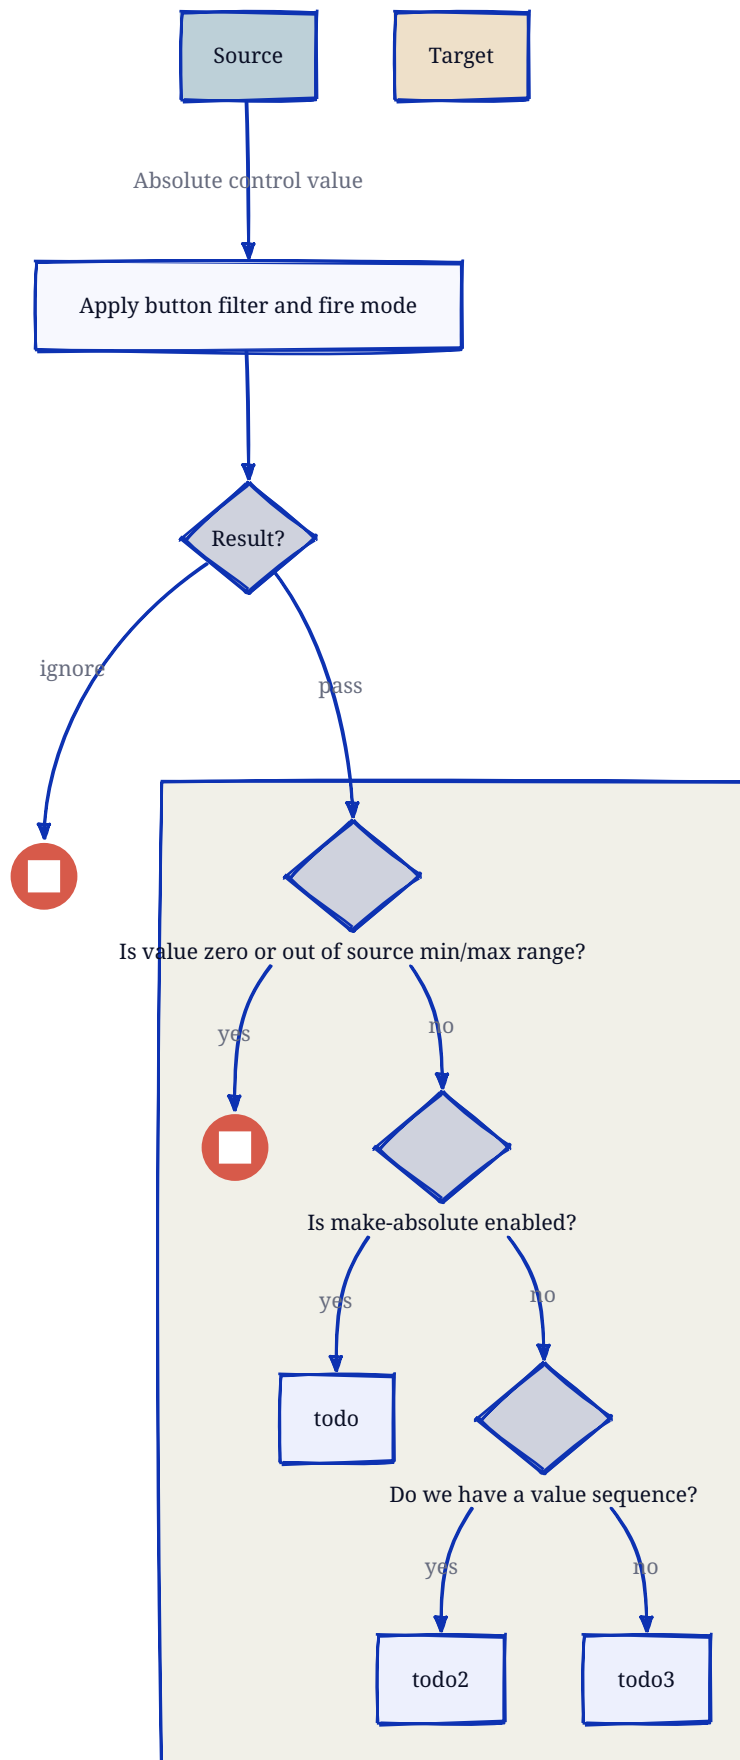 Source
Target
Absolute control value
Apply button filter and fire mode
Result?
ignore
pass
Is value zero or out of source min/max range?
yes
no
Is make-absolute enabled?
yes
no
todo
Do we have a value sequence?
yes
no
todo2
todo3